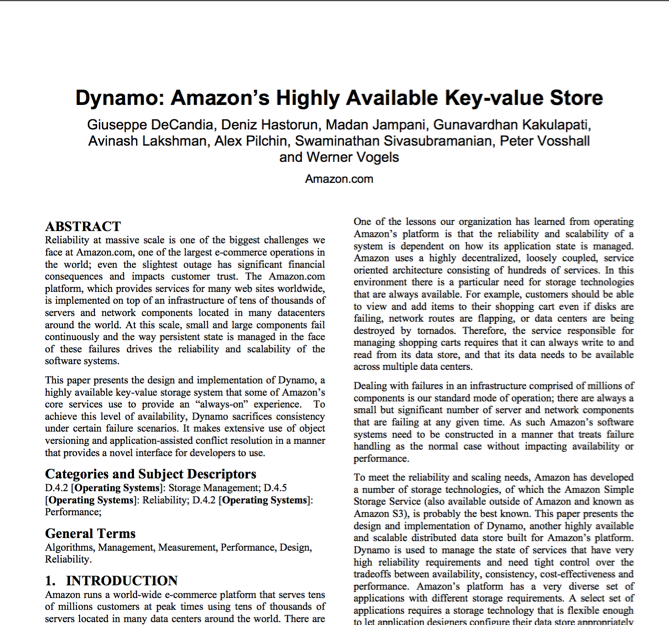 Dynamo: Amazon’s Highly Available Key-value Store
Giuseppe DeCandia, Deniz Hastorun, Madan Jampani, Gunavardhan Kakulapati,
Avinash Lakshman, Alex Pilchin, Swaminathan Sivasubramanian, Peter Vosshall
and Werner Vogels
Amazon.com
ABSTRACT
Reliability at massive scale is one of the biggest challenges we
face at Amazon.com, one of the largest e-commerce operations in
the world; even the slightest outage has significant financial
consequences and impacts customer trust. The Amazon.com
platform, which provides services for many web sites worldwide,
is implemented on top of an infrastructure of tens of thousands of
servers and network components located in many datacenters
around the world. At this scale, small and large components fail
continuously and the way persistent state is managed in the face
of these failures drives the reliability and scalability of the
software systems.
This paper presents the design and implementation of Dynamo, a
highly available key-value storage system that some of Amazon’s
core services use to provide an “always-on” experience. To
achieve this level of availability, Dynamo sacrifices consistency
under certain failure scenarios. It makes extensive use of object
versioning and application-assisted conflict resolution in a manner
that provides a novel interface for developers to use.
Categories and Subject Descriptors
D.4.2 [Operating Systems]: Storage Management; D.4.5
[Operating Systems]: Reliability; D.4.2 [Operating Systems]:
Performance;
General Terms
Algorithms, Management, Measurement, Performance, Design,
Reliability.
1. INTRODUCTION
Amazon runs a world-wide e-commerce platform that serves tens
of millions customers at peak times using tens of thousands of
servers located in many data centers around the world. There are
One of the lessons our organization has learned from operating
Amazon’s platform is that the reliability and scalability of a
system is dependent on how its application state is managed.
Amazon uses a highly decentralized, loosely coupled, service
oriented architecture consisting of hundreds of services. In this
environment there is a particular need for storage technologies
that are always available. For example, customers should be able
to view and add items to their shopping cart even if disks are
failing, network routes are flapping, or data centers are being
destroyed by tornados. Therefore, the service responsible for
managing shopping carts requires that it can always write to and
read from its data store, and that its data needs to be available
across multiple data centers.
Dealing with failures in an infrastructure comprised of millions of
components is our standard mode of operation; there are always a
small but significant number of server and network components
that are failing at any given time. As such Amazon’s software
systems need to be constructed in a manner that treats failure
handling as the normal case without impacting availability or
performance.
To meet the reliability and scaling needs, Amazon has developed
a number of storage technologies, of which the Amazon Simple
Storage Service (also available outside of Amazon and known as
Amazon S3), is probably the best known. This paper presents the
design and implementation of Dynamo, another highly available
and scalable distributed data store built for Amazon’s platform.
Dynamo is used to manage the state of services that have very
high reliability requirements and need tight control over the
tradeoffs between availability, consistency, cost-effectiveness and
performance. Amazon’s platform has a very diverse set of
applications with different storage requirements. A select set of
applications requires a storage technology that is flexible enough
to let application designers configure their data store appropriately